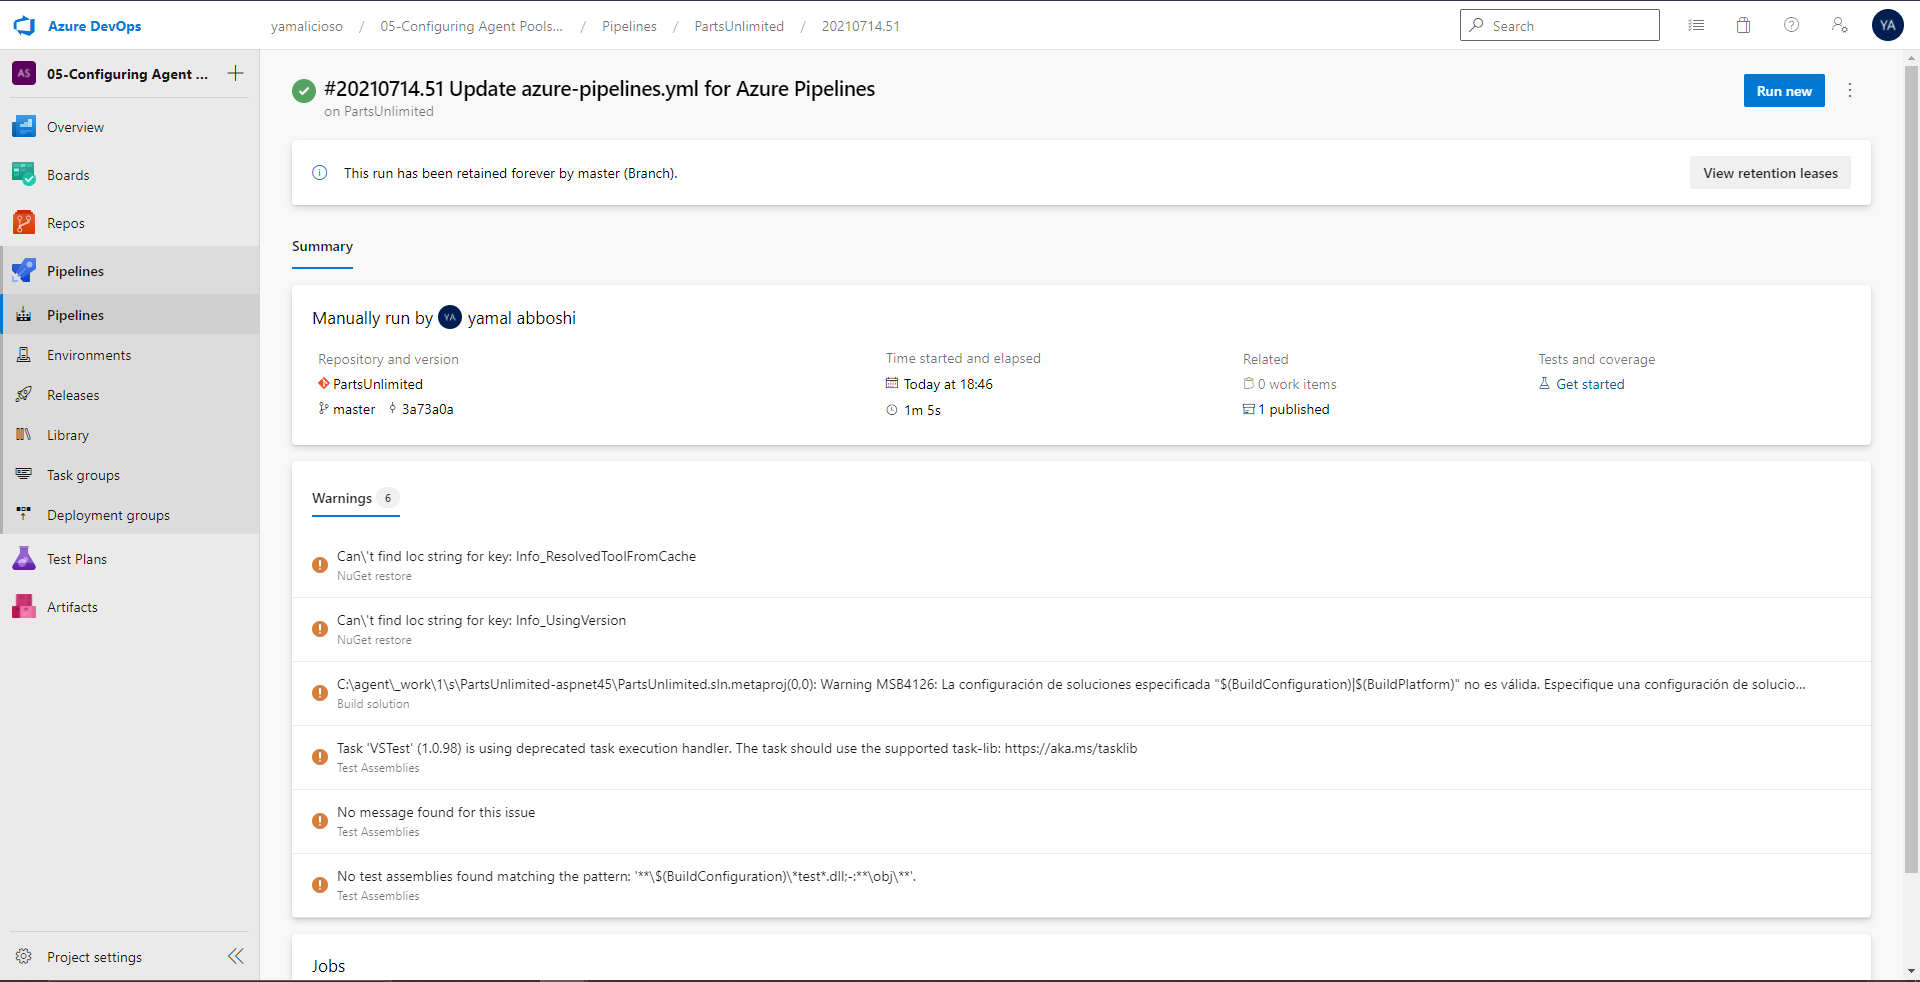 Azure DevOps
yamalicioso / 05-Configuring Agent Pools... / Pipelines / PartsUnlimited / 20210714.51
Search
YA
AS 05-Configuring Agent ...
Overview
Boards
Repos
Pipelines
Pipelines
Environments
Releases
Library
Task groups
Deployment groups
Test Plans
Artifacts
Project settings
#20210714.51 Update azure-pipelines.yml for Azure Pipelines
on PartsUnlimited
Run new
This run has been retained forever by master (Branch).
View retention leases
Summary
Manually run by YA yamal abboshi
Repository and version
PartsUnlimited
master 3a73a0a
Time started and elapsed
Today at 18:46
1m 5s
Related
0 work items
1 published
Tests and coverage
Get started
Warnings 6
Can\'t find loc string for key: Info_ResolvedToolFromCache
NuGet restore
Can\'t find loc string for key: Info_UsingVersion
NuGet restore
C:\agent\_work\1\s\PartsUnlimited-aspnet45\PartsUnlimited.sln.metaproj(0,0): Warning MSB4126: La configuración de soluciones especificada "$(BuildConfiguration)|$(BuildPlatform)" no es válida. Especifique una configuración de solucio...
Build solution
Task 'VSTest' (1.0.98) is using deprecated task execution handler. The task should use the supported task-lib: https://aka.ms/tasklib
Test Assemblies
No message found for this issue
Test Assemblies
No test assemblies found matching the pattern: '**\$(BuildConfiguration)\*test*.dll;-:**\obj\**'.
Test Assemblies
Jobs